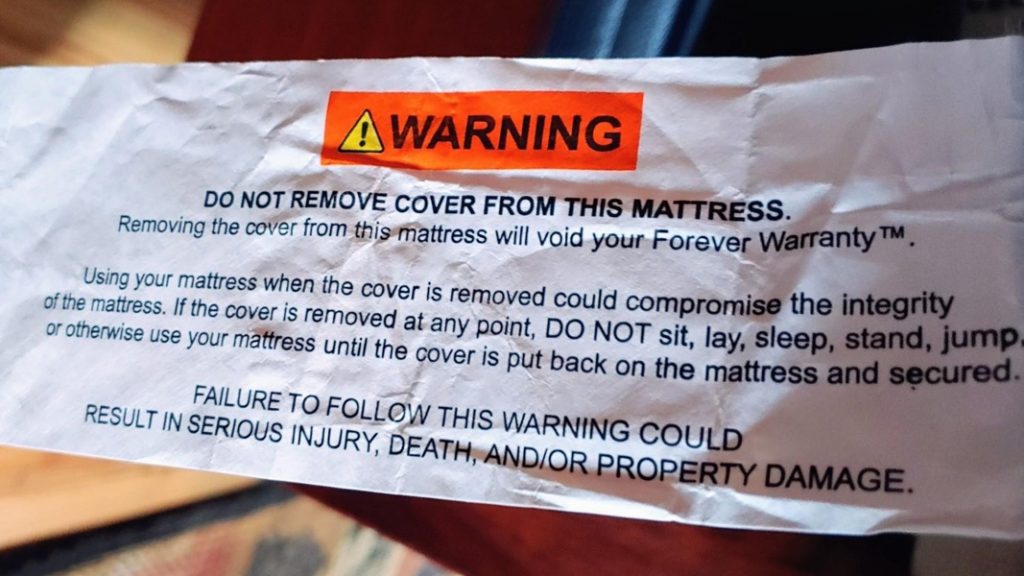 WARNING
DO NOT REMOVE COVER FROM THIS MATTRESS.
Removing the cover from this mattress will void your Forever Warranty™.
Using your mattress when the cover is removed could compromise the integrity
of the mattress. If the cover is removed at any point, DO NOT sit, lay, sleep, stand, jump,
or otherwise use your mattress until the cover is put back on the mattress and secured.
FAILURE TO FOLLOW THIS WARNING COULD
RESULT IN SERIOUS INJURY, DEATH, AND/OR PROPERTY DAMAGE.